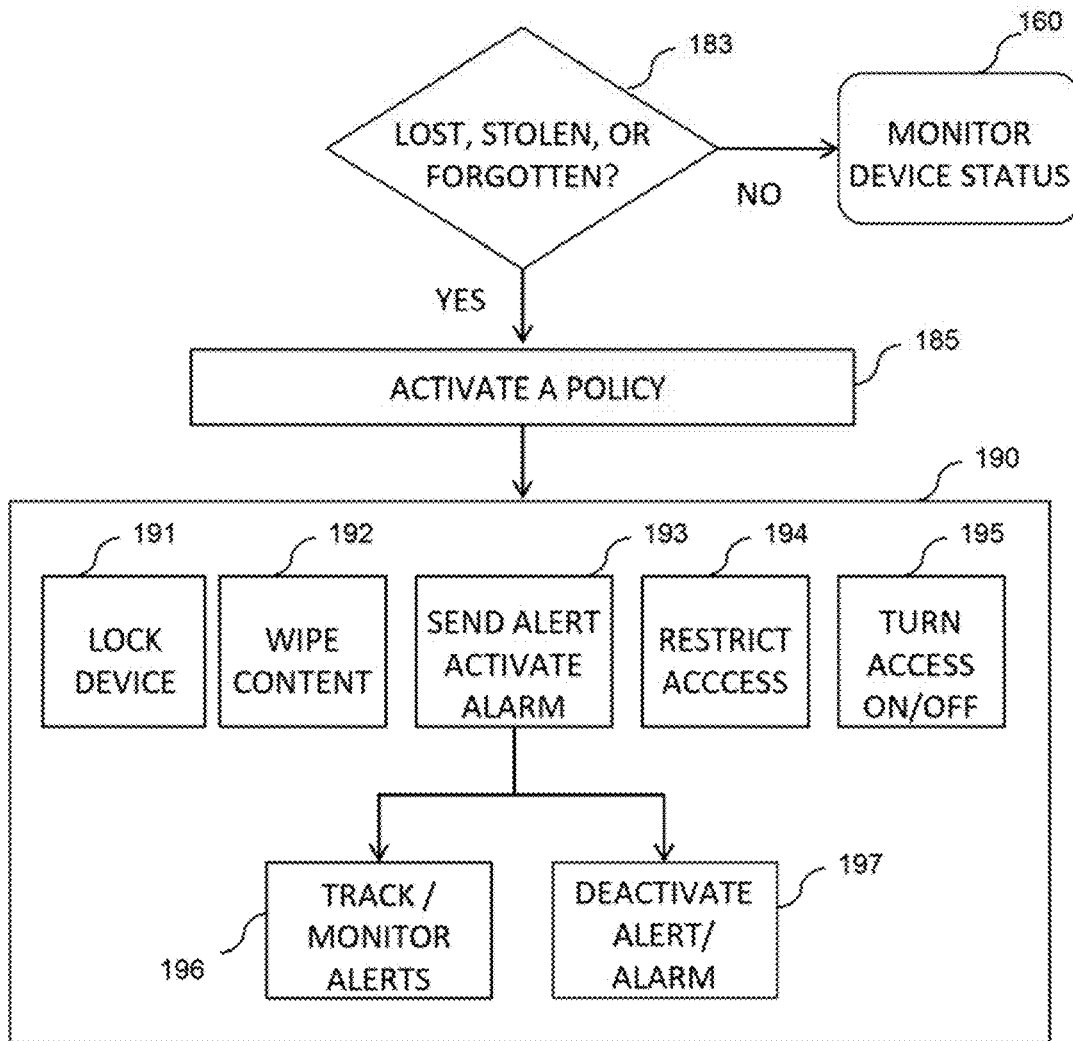 183
160
LOST, STOLEN, OR
FORGOTTEN?
MONITOR
DEVICE STATUS
NO
YES
185
ACTIVATE A POLICY
190
191
192
193
194
195
LOCK
DEVICE
WIPE
CONTENT
SEND ALERT
ACTIVATE
ALARM
RESTRICT
ACCCESS
TURN
ACCESS
ON/OFF
TRACK /
MONITOR
ALERTS
196
DEACTIVATE
ALERT/
ALARM
197